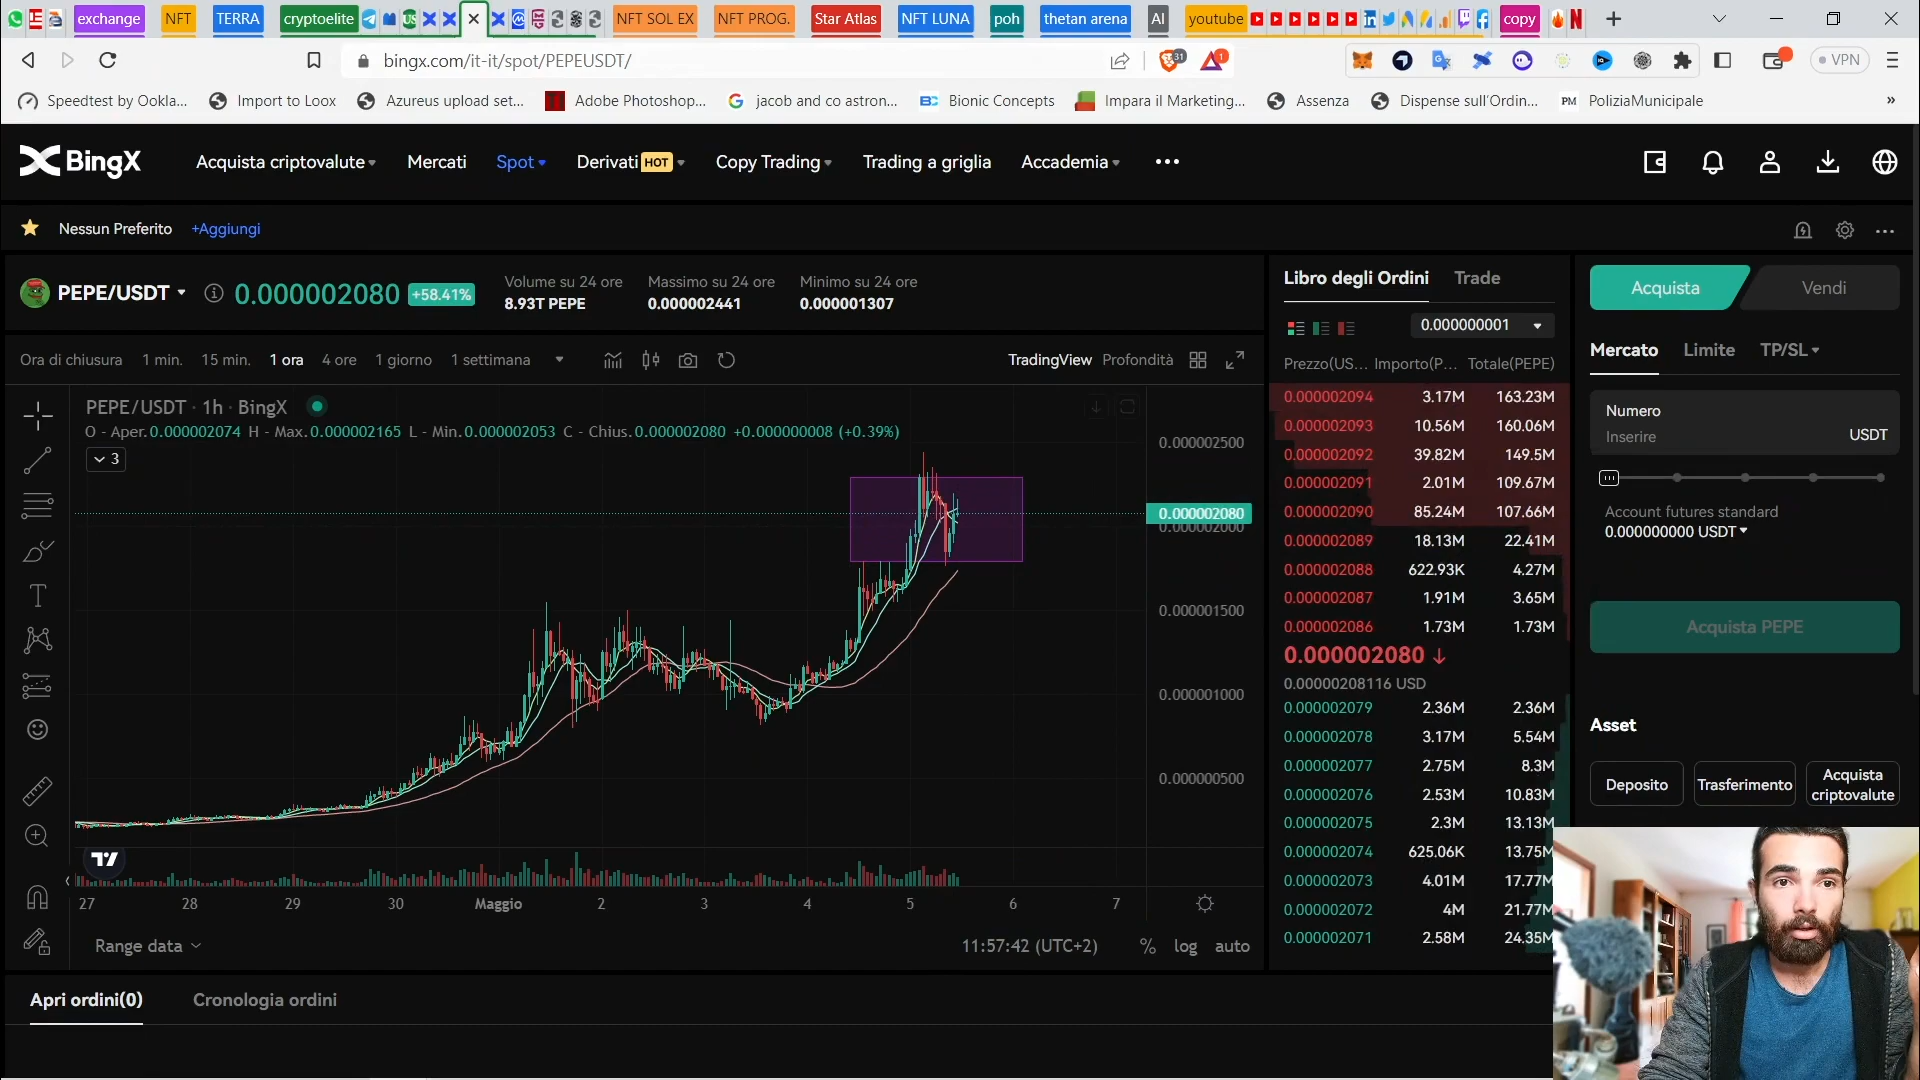 exchange NFT TERRA cryptoelite NFT SOL EX NFT PROG. Star Atlas NFT LUNA poh thetan arena AI youtube copy
bingx.com/it-it/spot/PEPEUSDT/ 31 1 VPN
Speedtest by Ookla... Import to Loox Azureus upload set... Adobe Photoshop... jacob and co astron... Bionic Concepts Impara il Marketing... Assenza Dispense sull'Ordin... PM PoliziaMunicipale »
BingX Acquista criptovalute Mercati Spot Derivati HOT Copy Trading Trading a griglia Accademia
Nessun Preferito +Aggiungi
PEPE/USDT 0.000002080 +58.41%
Volume su 24 ore Massimo su 24 ore Minimo su 24 ore
8.93T PEPE 0.000002441 0.000001307
Ora di chiusura 1 min. 15 min. 1 ora 4 ore 1 giorno 1 settimana TradingView Profondità
PEPE/USDT · 1h · BingX
O - Aper.0.000002074 H - Max.0.000002165 L - Min.0.000002053 C - Chius.0.000002080 +0.000000008 (+0.39%)
3
0.000002500
0.000002080
0.000002000
0.000001500
0.000001000
0.000000500
27 28 29 30 Maggio 2 3 4 5 6 7
Range data 11:57:42 (UTC+2) % log auto
Apri ordini(0) Cronologia ordini
Libro degli Ordini Trade
0.000000001
Prezzo(US... Importo(P... Totale(PEPE)
0.000002094 3.17M 163.23M
0.000002093 10.56M 160.06M
0.000002092 39.82M 149.5M
0.000002091 2.01M 109.67M
0.000002090 85.24M 107.66M
0.000002089 18.13M 22.41M
0.000002088 622.93K 4.27M
0.000002087 1.91M 3.65M
0.000002086 1.73M 1.73M
0.000002080 ↓
0.00000208116 USD
0.000002079 2.36M 2.36M
0.000002078 3.17M 5.54M
0.000002077 2.75M 8.3M
0.000002076 2.53M 10.83M
0.000002075 2.3M 13.13M
0.000002074 625.06K 13.75M
0.000002073 4.01M 17.77M
0.000002072 4M 21.77M
0.000002071 2.58M 24.35M
Acquista Vendi
Mercato Limite TP/SL
Numero
Inserire USDT
Account futures standard
0.000000000 USDT
Acquista PEPE
Asset
Deposito Trasferimento Acquista criptovalute